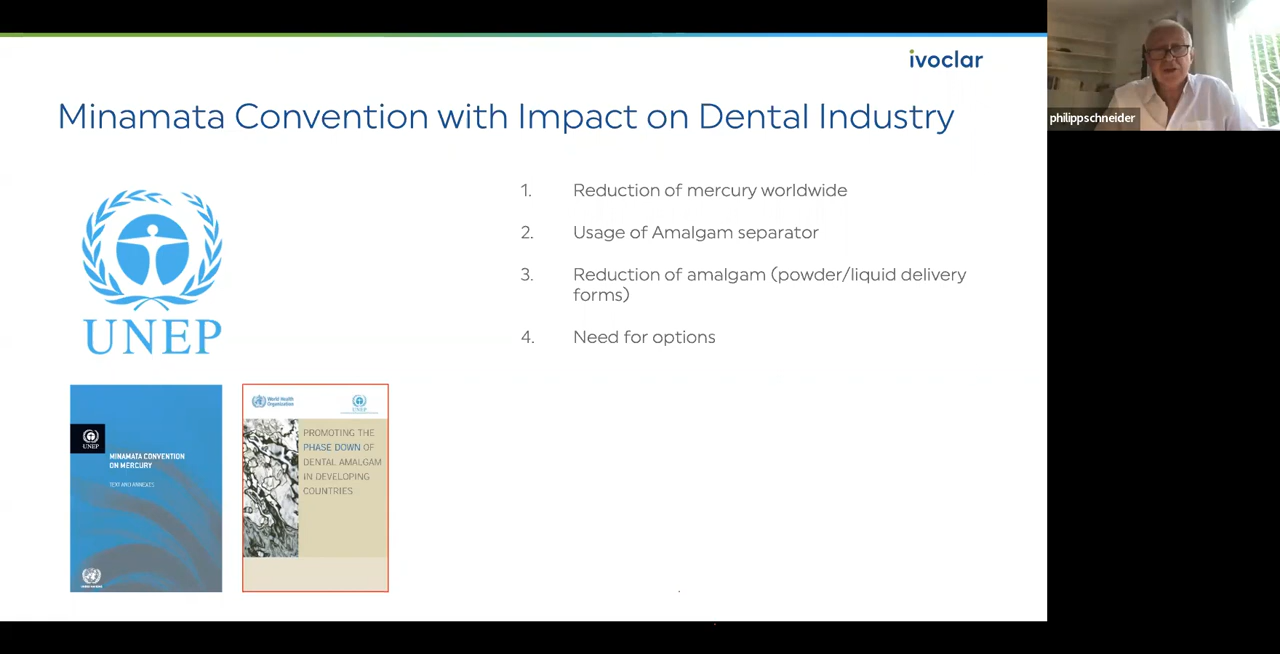 ivoclar
philippschneider
Minamata Convention with Impact on Dental Industry
1. Reduction of mercury worldwide
2. Usage of Amalgam separator
3. Reduction of amalgam (powder/liquid delivery
forms)
4. Need for options
UNEP
UNEP
MINAMATA CONVENTION
ON MERCURY
TEXT AND ANNEXES
World Health
Organization
UNEP
PROMOTING THE
PHASE DOWN OF
DENTAL AMALGAM
IN DEVELOPING
COUNTRIES